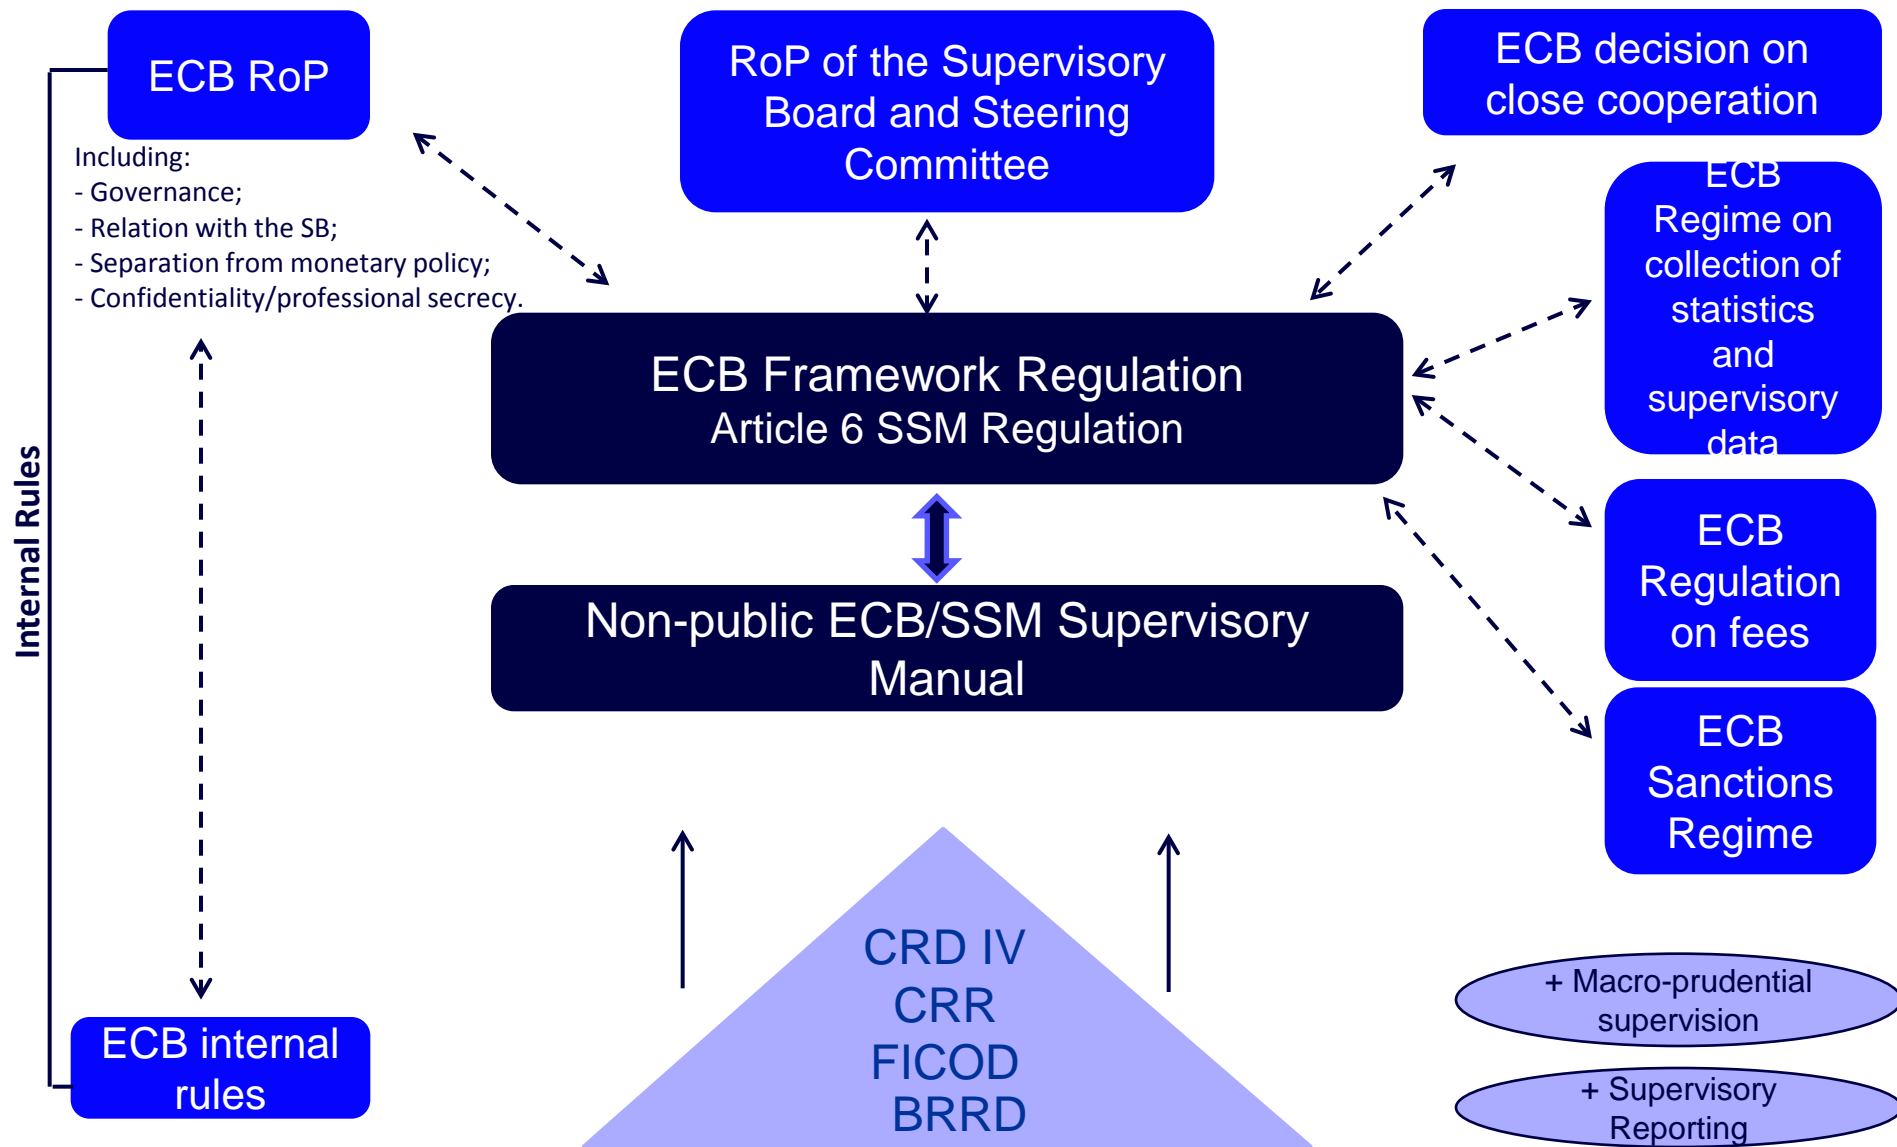 ECB RoP
Including:
- Governance;
- Relation with the SB;
- Separation from monetary policy;
- Confidentiality/professional secrecy.
Internal Rules
ECB internal
rules
RoP of the Supervisory
Board and Steering
Committee
ECB decision on
close cooperation
ECB
Regime on
collection of
statistics
and
supervisory
data
ECB Framework Regulation
Article 6 SSM Regulation
Non-public ECB/SSM Supervisory
Manual
ECB
Regulation
on fees
ECB
Sanctions
Regime
CRD IV
CRR
FICOD
BRRD
+ Macro-prudential
supervision
+ Supervisory
Reporting